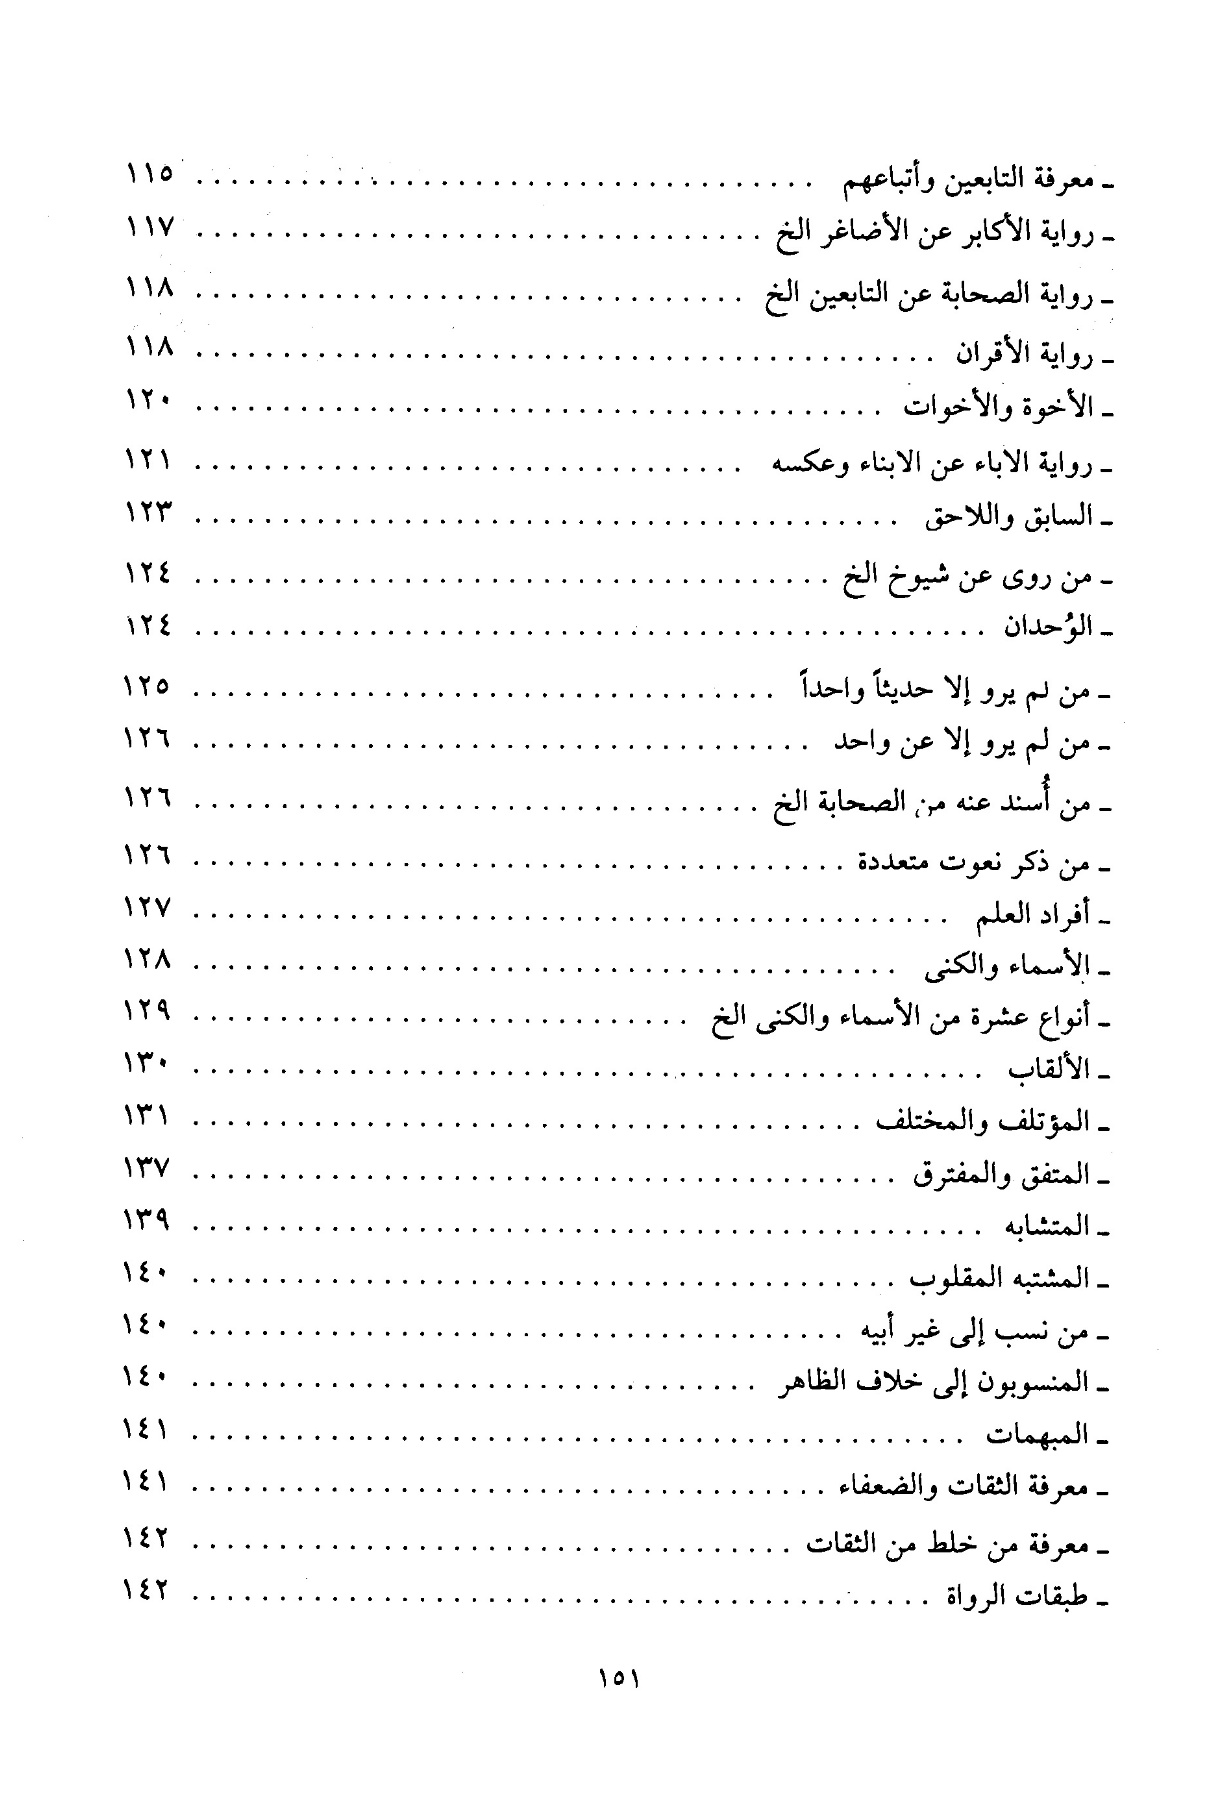 ـ معرفة التابعين وأتباعهم . . . . . . . . . . . . . . . . . . . . ١١٥
ـ رواية الأكابر عن الأضاغر الخ . . . . . . . . . . . . . . . . . . . . ١١٧
ـ رواية الصحابة عن التابعين الخ . . . . . . . . . . . . . . . . . . . . ١١٨
ـ رواية الأقران . . . . . . . . . . . . . . . . . . . . ١١٨
ـ الأخوة والأخوات . . . . . . . . . . . . . . . . . . . . ١٢٠
ـ رواية الاباء عن الابناء وعكسه . . . . . . . . . . . . . . . . . . . . ١٢١
ـ السابق واللاحق . . . . . . . . . . . . . . . . . . . . ١٢٣
ـ من روى عن شيوخ الخ . . . . . . . . . . . . . . . . . . . . ١٢٤
ـ الوُحدان . . . . . . . . . . . . . . . . . . . . ١٢٤
ـ من لم يرو إلا حديثاً واحداً . . . . . . . . . . . . . . . . . . . . ١٢٥
ـ من لم يرو إلا عن واحد . . . . . . . . . . . . . . . . . . . . ١٢٦
ـ من أُسند عنه من الصحابة الخ . . . . . . . . . . . . . . . . . . . . ١٢٦
ـ من ذكر نعوت متعددة . . . . . . . . . . . . . . . . . . . . ١٢٦
ـ أفراد العلم . . . . . . . . . . . . . . . . . . . . ١٢٧
ـ الأسماء والكنى . . . . . . . . . . . . . . . . . . . . ١٢٨
ـ أنواع عشرة من الأسماء والكنى الخ . . . . . . . . . . . . . . . . . . . . ١٢٩
ـ الألقاب . . . . . . . . . . . . . . . . . . . . ١٣٠
ـ المؤتلف والمختلف . . . . . . . . . . . . . . . . . . . . ١٣١
ـ المتفق والمفترق . . . . . . . . . . . . . . . . . . . . ١٣٧
ـ المتشابه . . . . . . . . . . . . . . . . . . . . ١٣٩
ـ المشتبه المقلوب . . . . . . . . . . . . . . . . . . . . ١٤٠
ـ من نسب إلى غير أبيه . . . . . . . . . . . . . . . . . . . . ١٤٠
ـ المنسوبون إلى خلاف الظاهر . . . . . . . . . . . . . . . . . . . . ١٤٠
ـ المبهمات . . . . . . . . . . . . . . . . . . . . ١٤١
ـ معرفة الثقات والضعفاء . . . . . . . . . . . . . . . . . . . . ١٤١
ـ معرفة من خلط من الثقات . . . . . . . . . . . . . . . . . . . . ١٤٢
ـ طبقات الرواة . . . . . . . . . . . . . . . . . . . . ١٤٢
١٥١